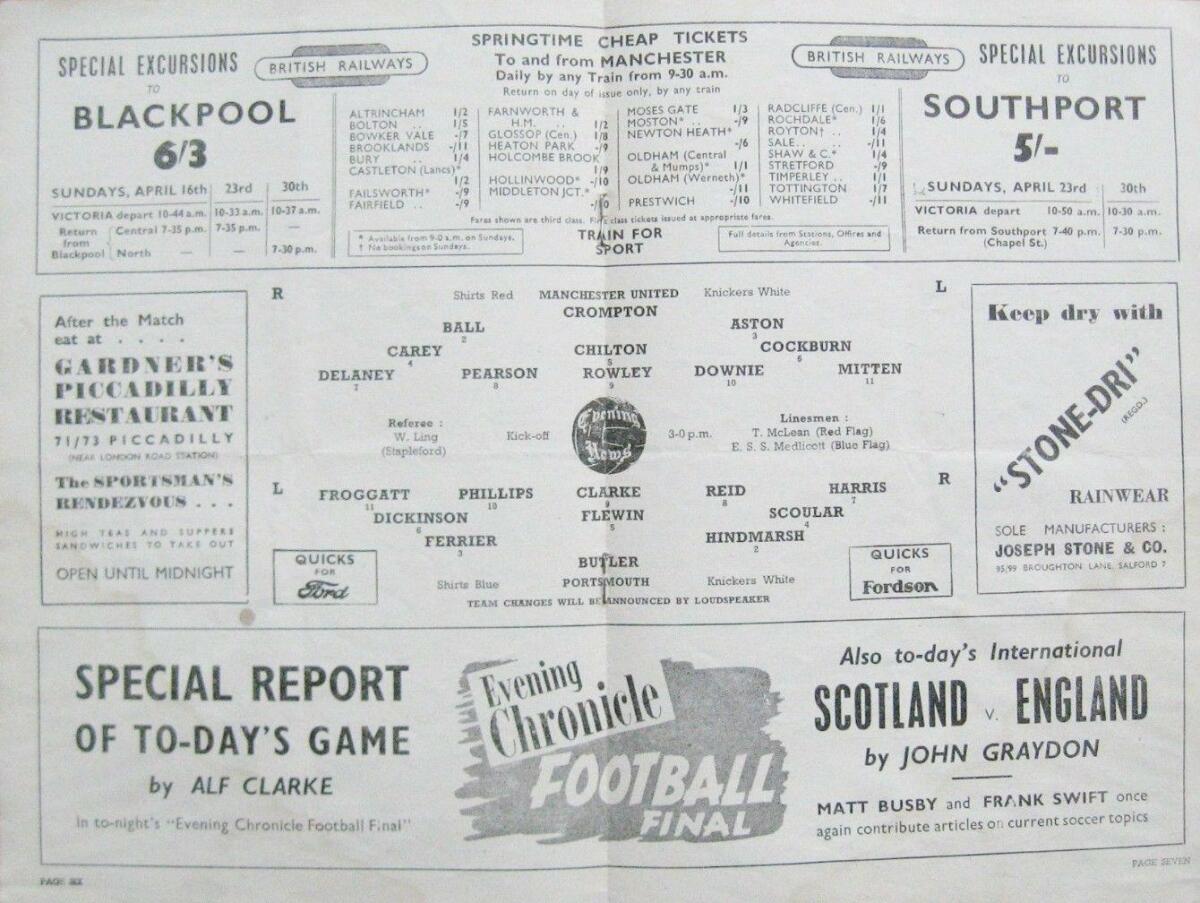 SPECIAL EXCURSIONS
TO
BLACKPOOL
6/3
SUNDAYS, APRIL 16th 23rd 30th
VICTORIA depart 10-44 a.m. 10-33 a.m. 10-37 a.m.
Return from Blackpool Central 7-35 p.m. 7-35 p.m. —
North — — 7-30 p.m.
BRITISH RAILWAYS
SPRINGTIME CHEAP TICKETS
To and from MANCHESTER
Daily by any Train from 9-30 a.m.
Return on day of issue only, by any train
ALTRINCHAM 1/2
BOLTON .. 1/5
BOWKER VALE -/7
BROOKLANDS -/11
BURY .. 1/4
CASTLETON (Lancs)*
1/2
FAILSWORTH* -/9
FAIRFIELD .. -/9
FARNWORTH &
H.M. .. 1/2
GLOSSOP (Cen.) 1/8
HEATON PARK -/9
HOLCOMBE BROOK
1/9
HOLLINWOOD* -/10
MIDDLETON JCT.*
-/10
MOSES GATE 1/3
MOSTON* .. -/9
NEWTON HEATH*
-/6
OLDHAM (Central
& Mumps)* 1/1
OLDHAM (Werneth)*
-/11
PRESTWICH -/10
RADCLIFFE (Cen.) 1/1
ROCHDALE* 1/6
ROYTON† .. 1/4
SALE.. .. -/11
SHAW & C.* 1/4
STRETFORD -/9
TIMPERLEY .. 1/1
TOTTINGTON 1/7
WHITEFIELD -/11
Fares shown are third class. First class tickets issued at appropriate fares.
* Available from 9-0 a.m. on Sundays.
† No bookings on Sundays.
TRAIN FOR
SPORT
Full details from Stations, Offices and
Agencies.
BRITISH RAILWAYS
SPECIAL EXCURSIONS
TO
SOUTHPORT
5/-
SUNDAYS, APRIL 23rd 30th
VICTORIA depart 10-50 a.m. 10-30 a.m.
Return from Southport 7-40 p.m. 7-30 p.m.
(Chapel St.)
After the Match
eat at . . . .
GARDNER'S
PICCADILLY
RESTAURANT
71/73 PICCADILLY
(NEAR LONDON ROAD STATION)
The SPORTSMAN'S
RENDEZVOUS . . .
HIGH TEAS AND SUPPERS
SANDWICHES TO TAKE OUT
OPEN UNTIL MIDNIGHT
R L
Shirts Red MANCHESTER UNITED Knickers White
CROMPTON
BALL ASTON
2 3
CAREY CHILTON COCKBURN
4 5 6
DELANEY PEARSON ROWLEY DOWNIE MITTEN
7 8 9 10 11
Referee :
W. Ling
(Stapleford)
Kick-off
Evening
News
3-0 p.m.
Linesmen :
T. McLean (Red Flag)
E. S. S. Medlicott (Blue Flag)
L R
FROGGATT PHILLIPS CLARKE REID HARRIS
11 10 9 8 7
DICKINSON FLEWIN SCOULAR
6 5 4
FERRIER HINDMARSH
3 2
BUTLER
Shirts Blue PORTSMOUTH Knickers White
TEAM CHANGES WILL BE ANNOUNCED BY LOUDSPEAKER
QUICKS
FOR
Ford
QUICKS
FOR
Fordson
Keep dry with
"STONE-DRI"
(REGD.)
RAINWEAR
SOLE MANUFACTURERS :
JOSEPH STONE & CO.
95/99 BROUGHTON LANE, SALFORD 7
SPECIAL REPORT
OF TO-DAY'S GAME
by ALF CLARKE
In to-night's "Evening Chronicle Football Final"
Evening
Chronicle
FOOTBALL
FINAL
Also to-day's International
SCOTLAND v. ENGLAND
by JOHN GRAYDON
MATT BUSBY and FRANK SWIFT once
again contribute articles on current soccer topics
PAGE SIX
PAGE SEVEN